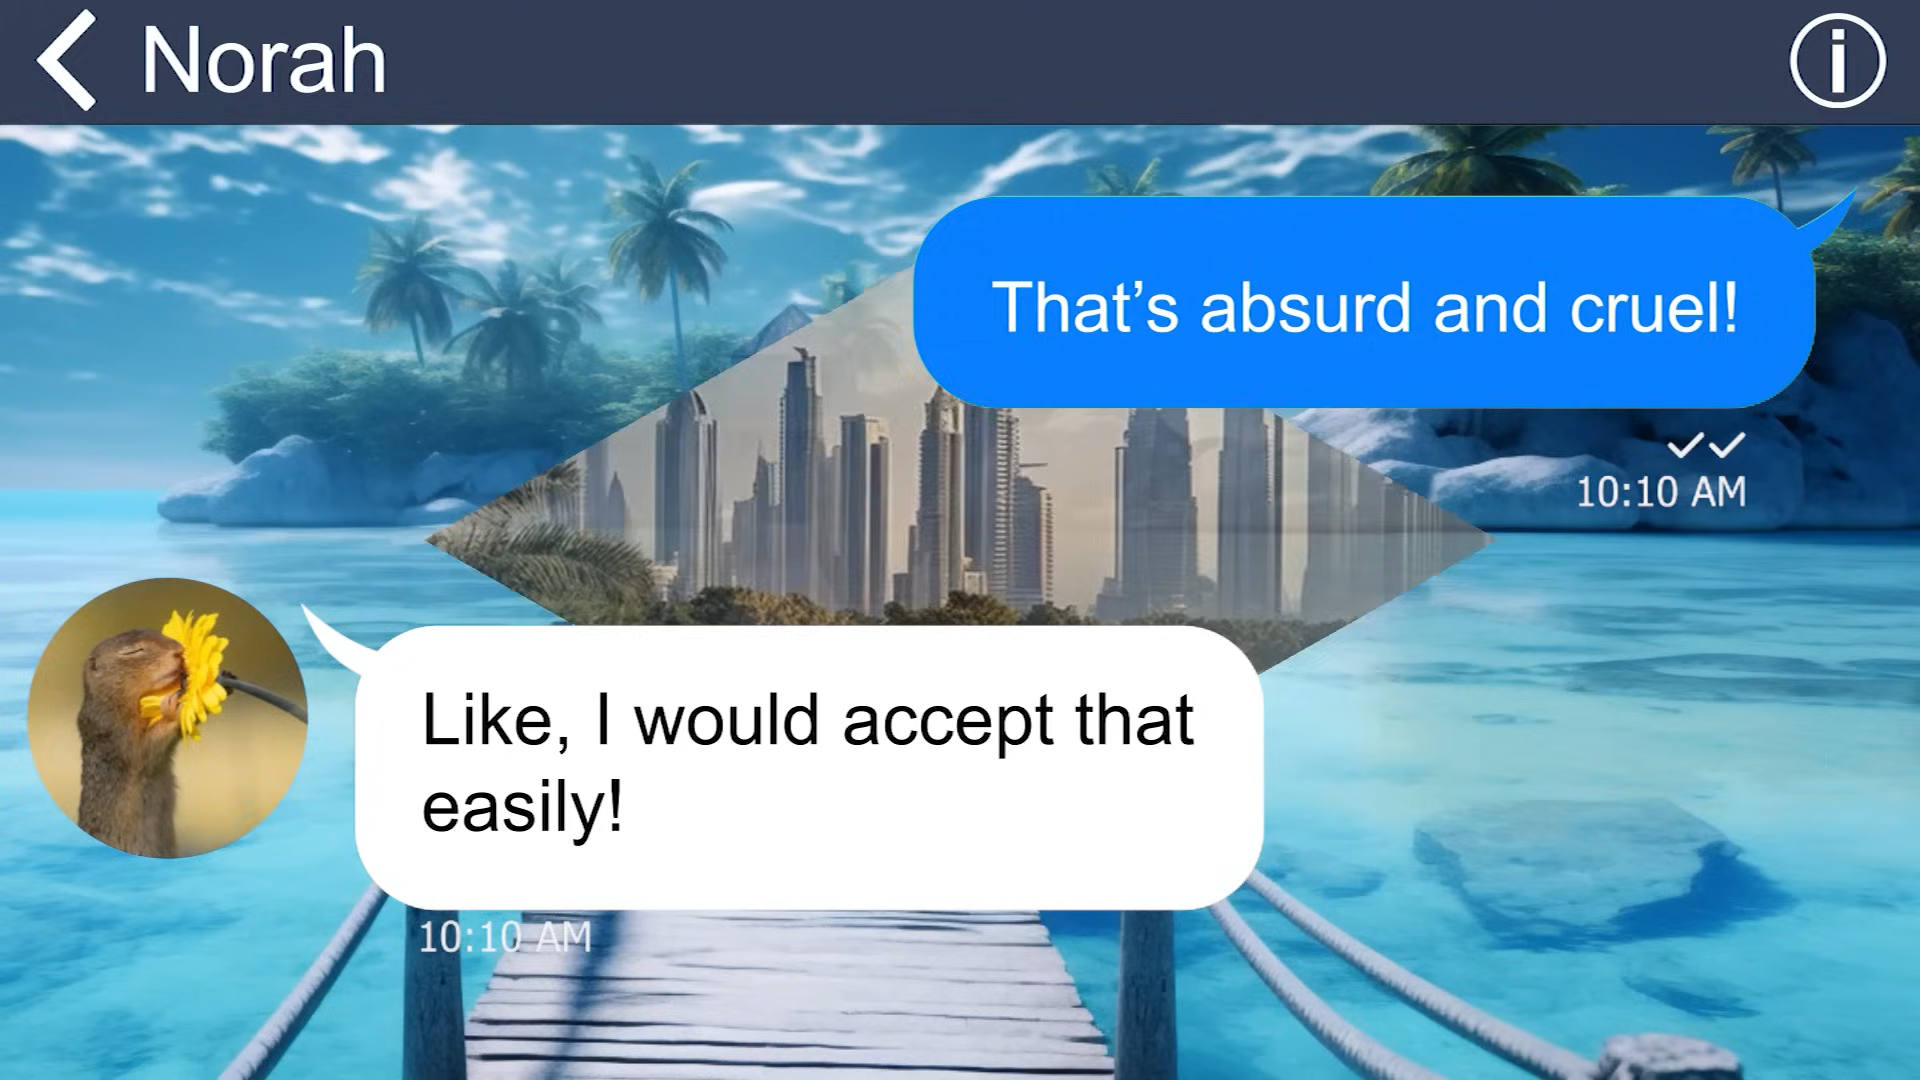 Norah
That’s absurd and cruel!
10:10 AM
Like, I would accept that
easily!
10:10 AM